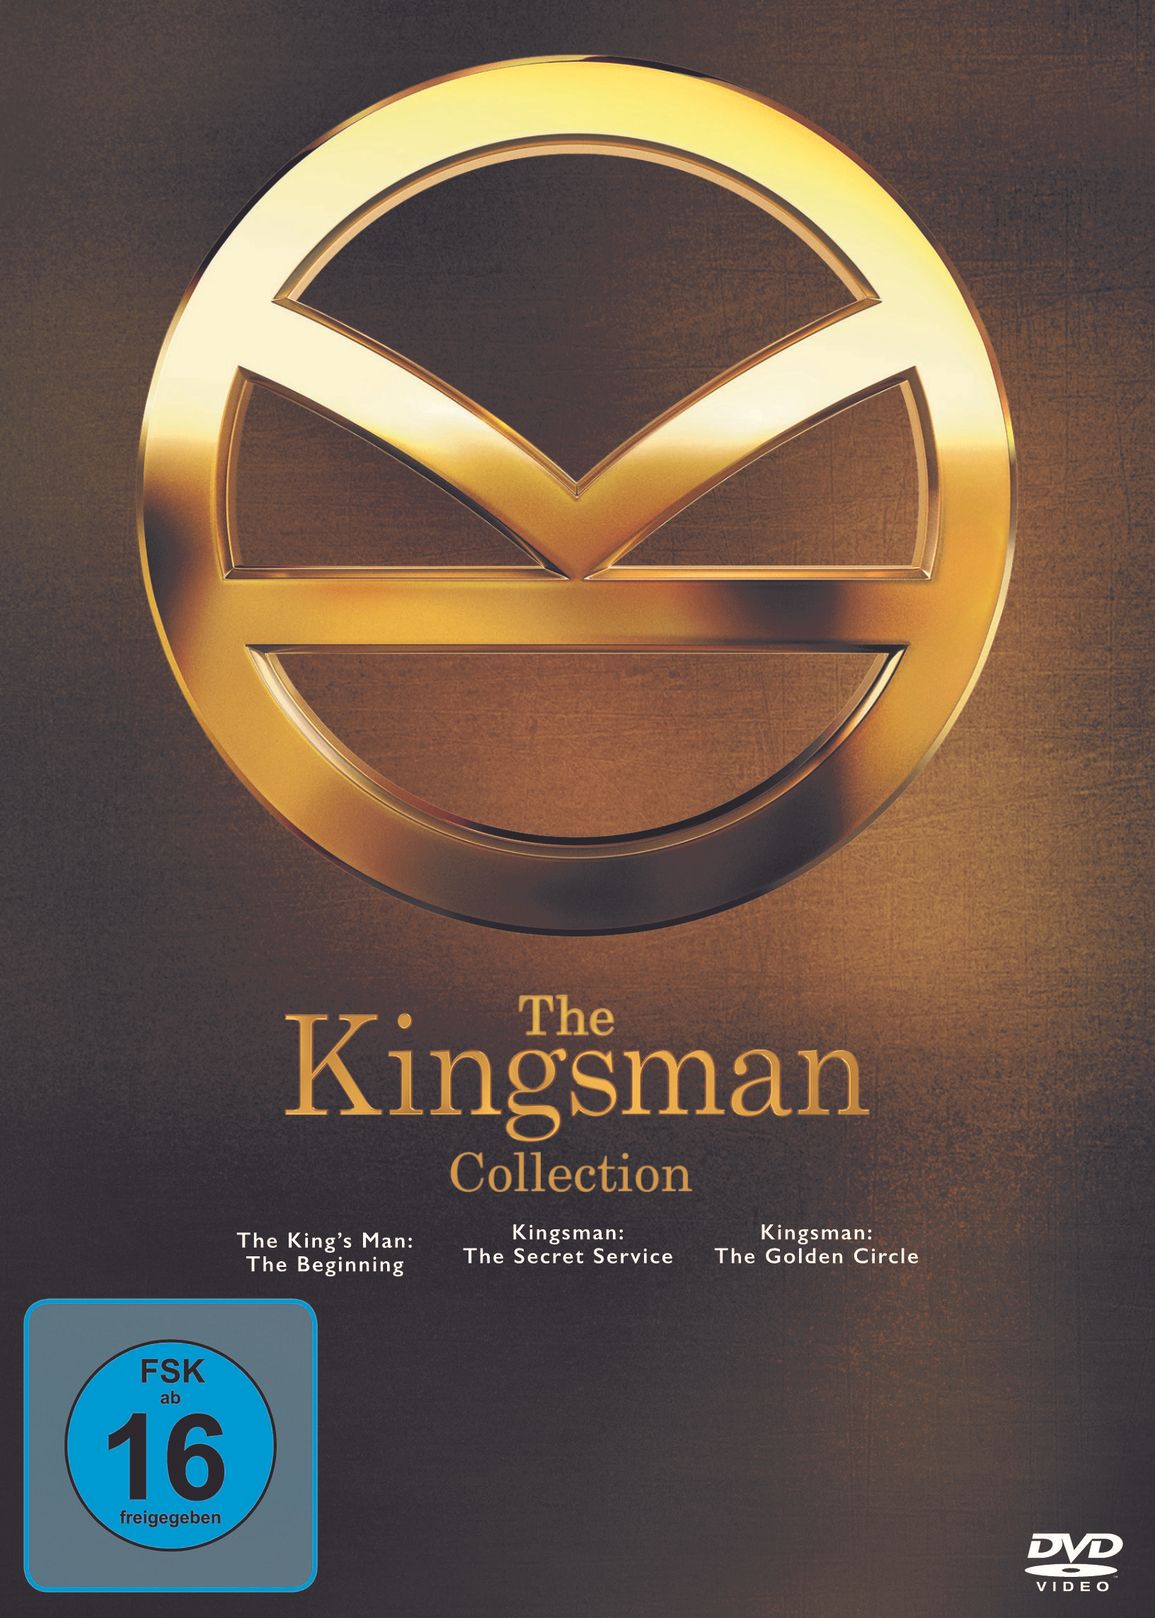 The
Kingsman
Collection
The King's Man:
The Beginning
Kingsman:
The Secret Service
Kingsman:
The Golden Circle
FSK
ab
16
freigegeben
DVD
VIDEO